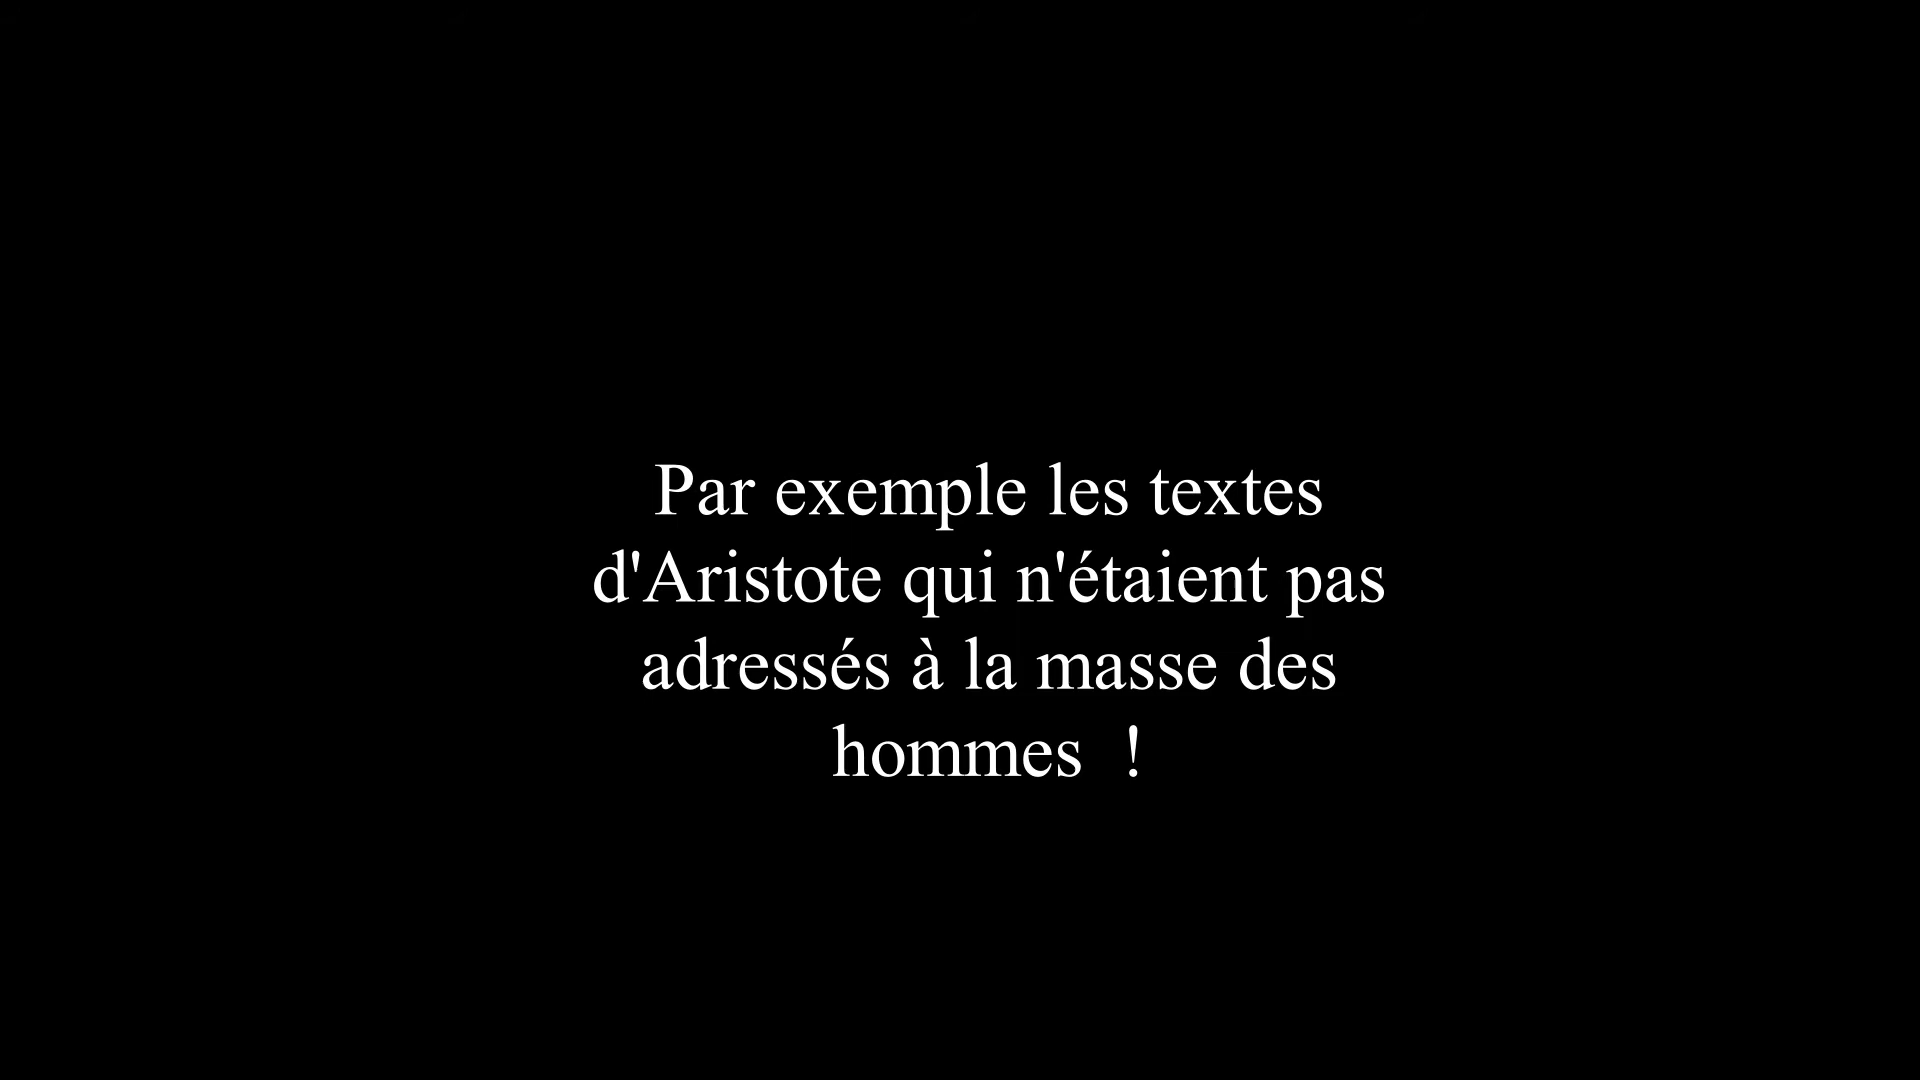 Par exemple les textes
d'Aristote qui n'étaient pas
adressés à la masse des
hommes  !